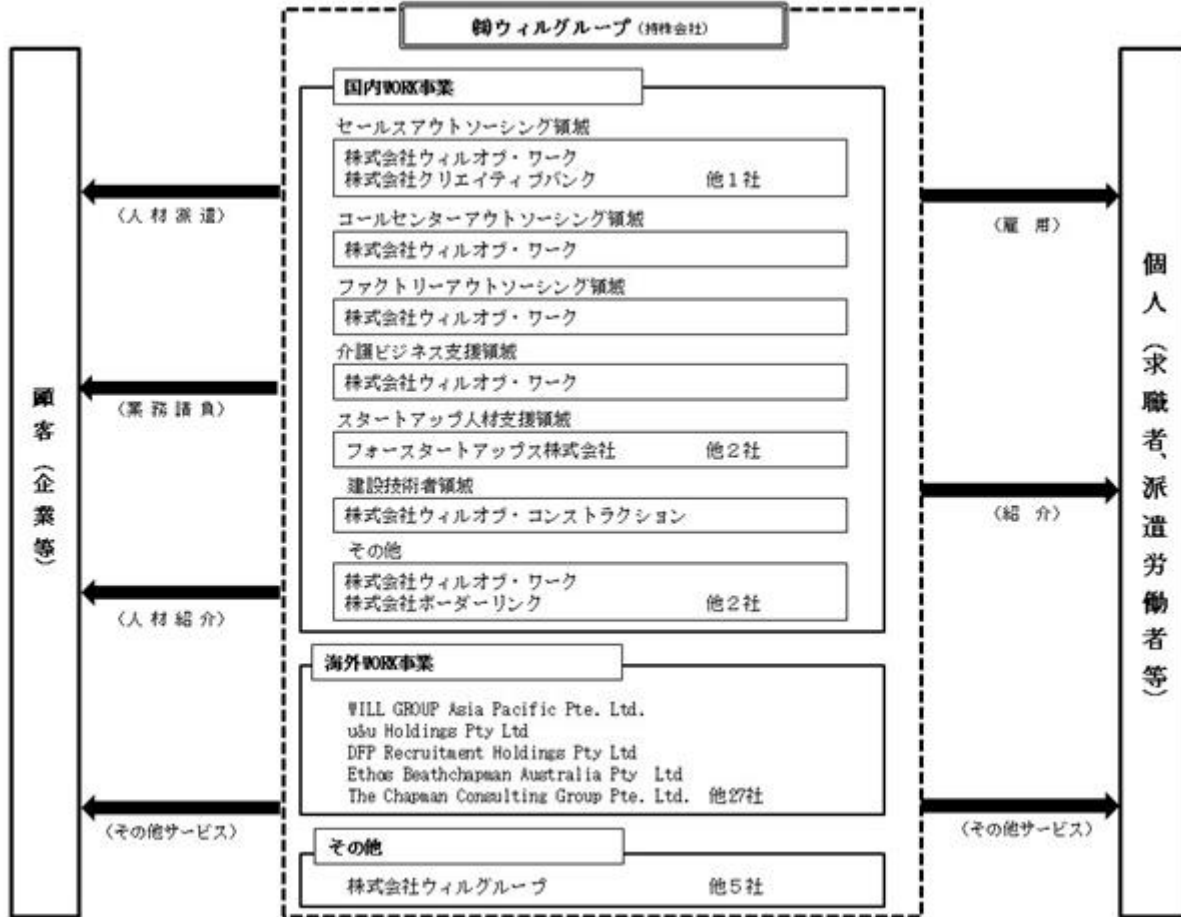 ㈱ウィルグループ（持株会社）
国内WORK事業
セールスアウトソーシング領域
株式会社ウィルオブ・ワーク
株式会社クリエイティブバンク 他１社
コールセンターアウトソーシング領域
株式会社ウィルオブ・ワーク
ファクトリーアウトソーシング領域
株式会社ウィルオブ・ワーク
介護ビジネス支援領域
株式会社ウィルオブ・ワーク
スタートアップ人材支援領域
フォースタートアップス株式会社 他２社
建設技術者領域
株式会社ウィルオブ・コンストラクション
その他
株式会社ウィルオブ・ワーク
株式会社ボーダーリンク 他２社
海外WORK事業
WILL GROUP Asia Pacific Pte. Ltd.
u&u Holdings Pty Ltd
DFP Recruitment Holdings Pty Ltd
Ethos Beathchapman Australia Pty Ltd
The Chapman Consulting Group Pte. Ltd. 他27社
その他
株式会社ウィルグループ 他５社
顧客（企業等）
（人材派遣）
（業務請負）
（人材紹介）
（その他サービス）
（雇用）
（紹介）
（その他サービス）
個人（求職者、派遣労働者等）